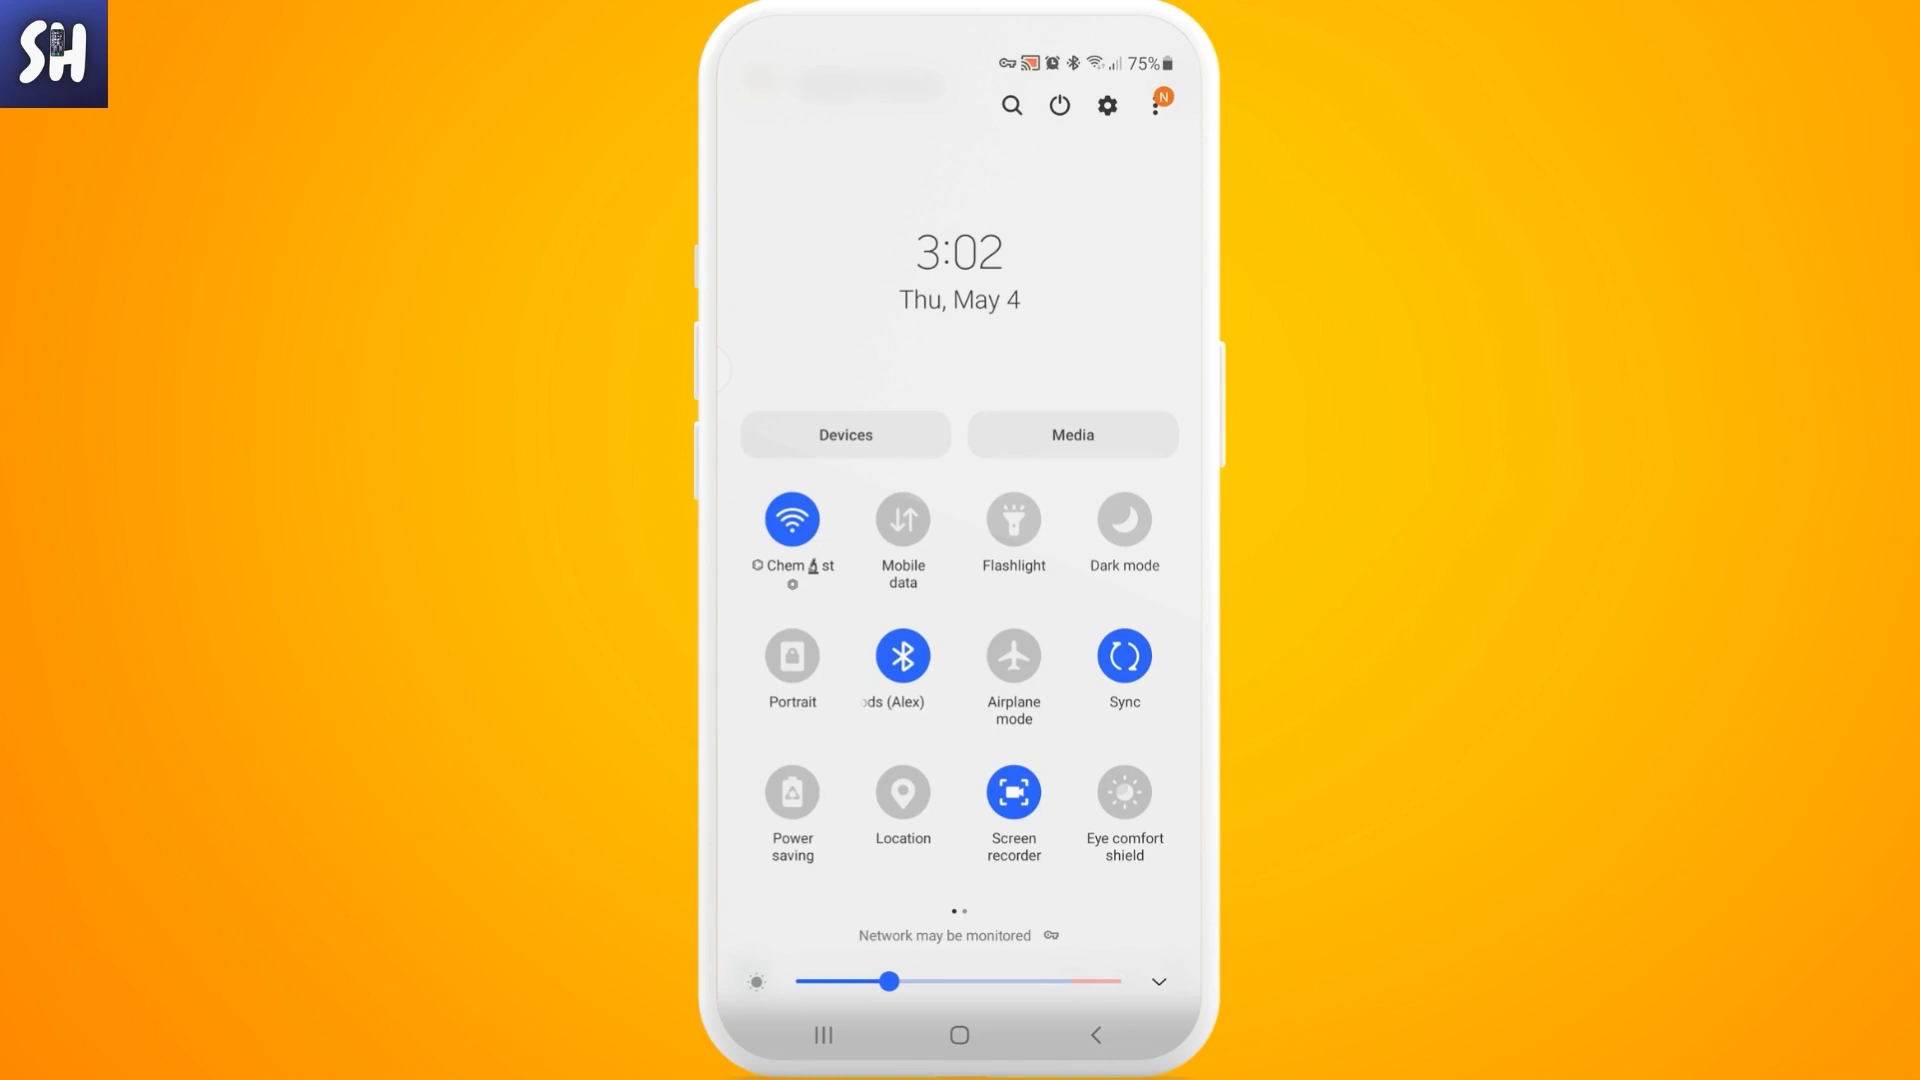 SH
75%
N
3:02
Thu, May 4
Devices
Media
Chem st
Mobile
data
Flashlight
Dark mode
Portrait
ds (Alex)
Airplane
mode
Sync
Power
saving
Location
Screen
recorder
Eye comfort
shield
Network may be monitored